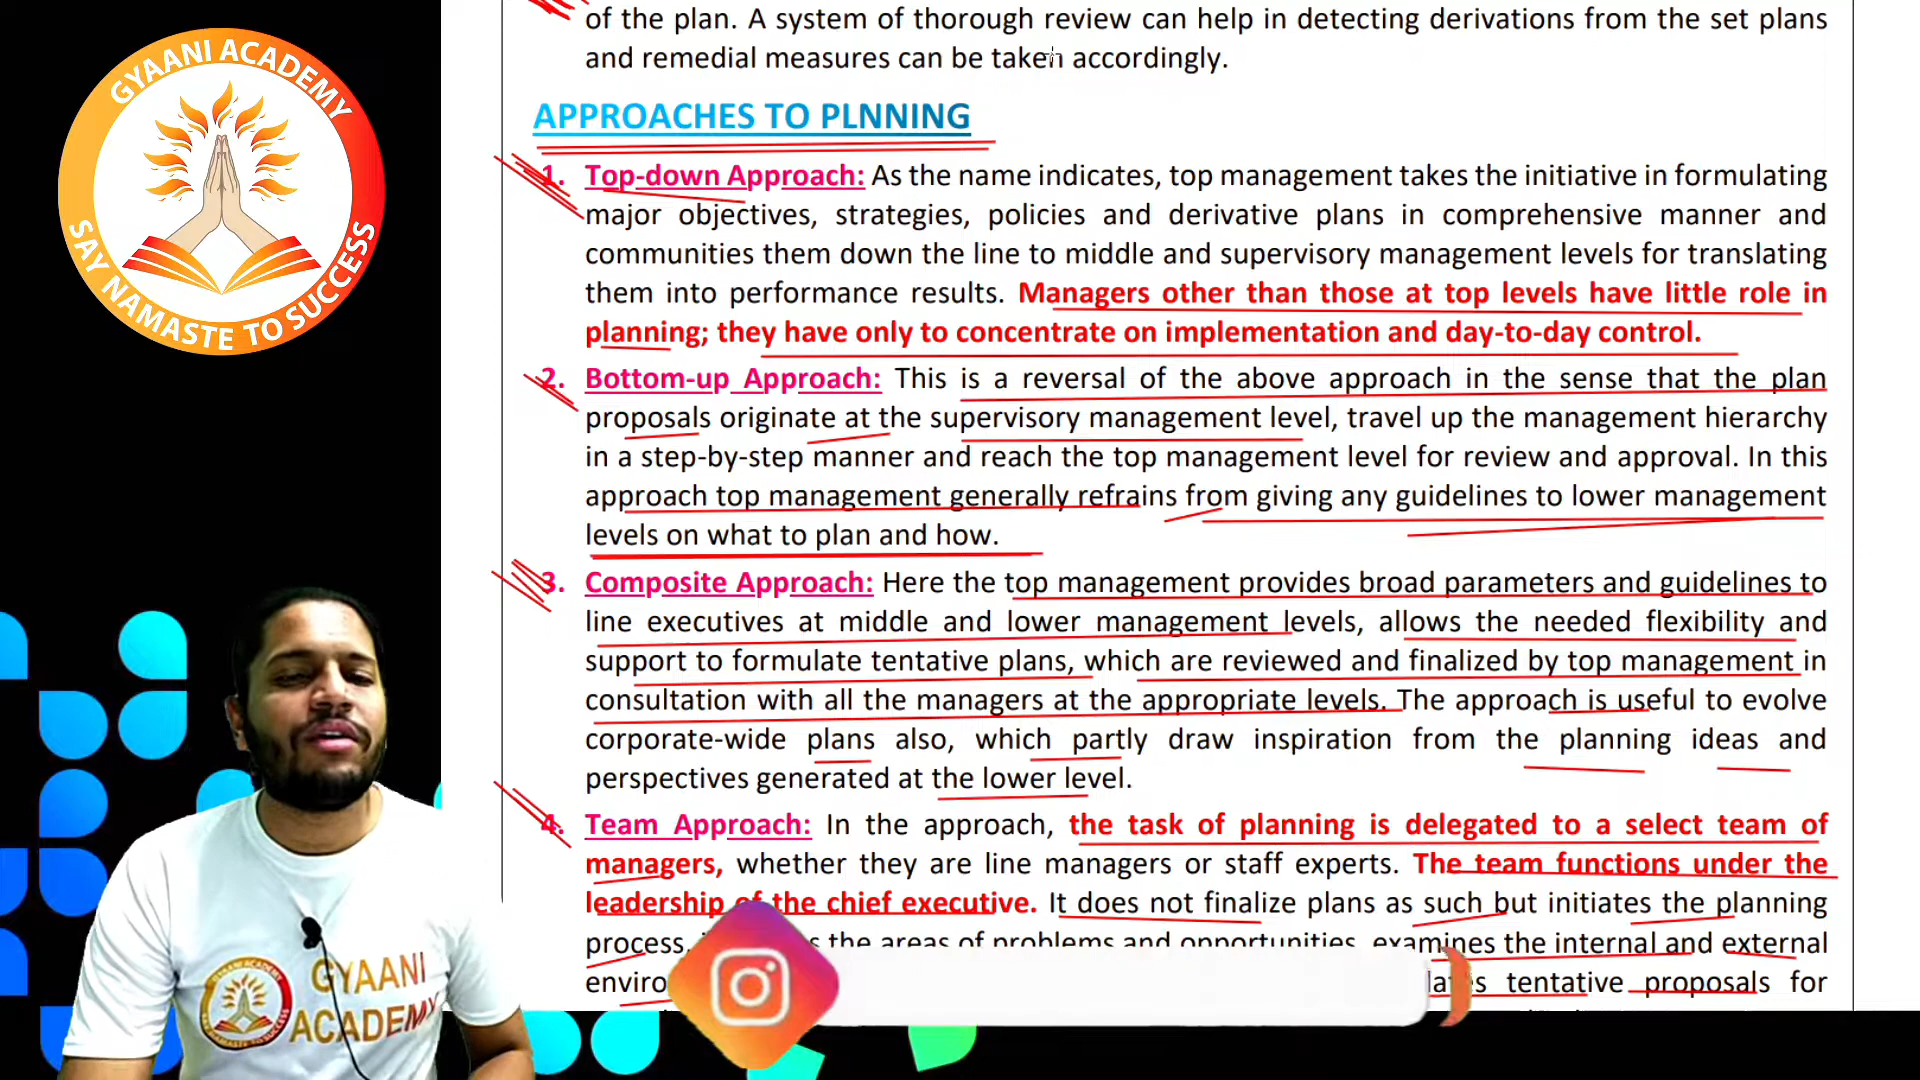 GYAANI ACADEMY
SAY NAMASTE TO SUCCESS
of the plan. A system of thorough review can help in detecting derivations from the set plans
and remedial measures can be taken accordingly.
APPROACHES TO PLNNING
1. Top-down Approach: As the name indicates, top management takes the initiative in formulating
major objectives, strategies, policies and derivative plans in comprehensive manner and
communities them down the line to middle and supervisory management levels for translating
them into performance results. Managers other than those at top levels have little role in
planning; they have only to concentrate on implementation and day-to-day control.
2. Bottom-up Approach: This is a reversal of the above approach in the sense that the plan
proposals originate at the supervisory management level, travel up the management hierarchy
in a step-by-step manner and reach the top management level for review and approval. In this
approach top management generally refrains from giving any guidelines to lower management
levels on what to plan and how.
3. Composite Approach: Here the top management provides broad parameters and guidelines to
line executives at middle and lower management levels, allows the needed flexibility and
support to formulate tentative plans, which are reviewed and finalized by top management in
consultation with all the managers at the appropriate levels. The approach is useful to evolve
corporate-wide plans also, which partly draw inspiration from the planning ideas and
perspectives generated at the lower level.
4. Team Approach: In the approach, the task of planning is delegated to a select team of
managers, whether they are line managers or staff experts. The team functions under the
leadership of the chief executive. It does not finalize plans as such but initiates the planning
process. the areas of problems and opportunities, examines the internal and external
tentative proposals for
GYAANI
ACADEMY